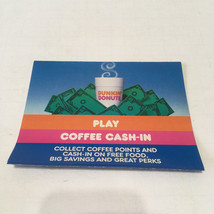 DUNKIN'
DONUTS
PLAY
COFFEE CASH-IN
COLLECT COFFEE POINTS AND
CASH-IN ON FREE FOOD,
BIG SAVINGS AND GREAT PERKS